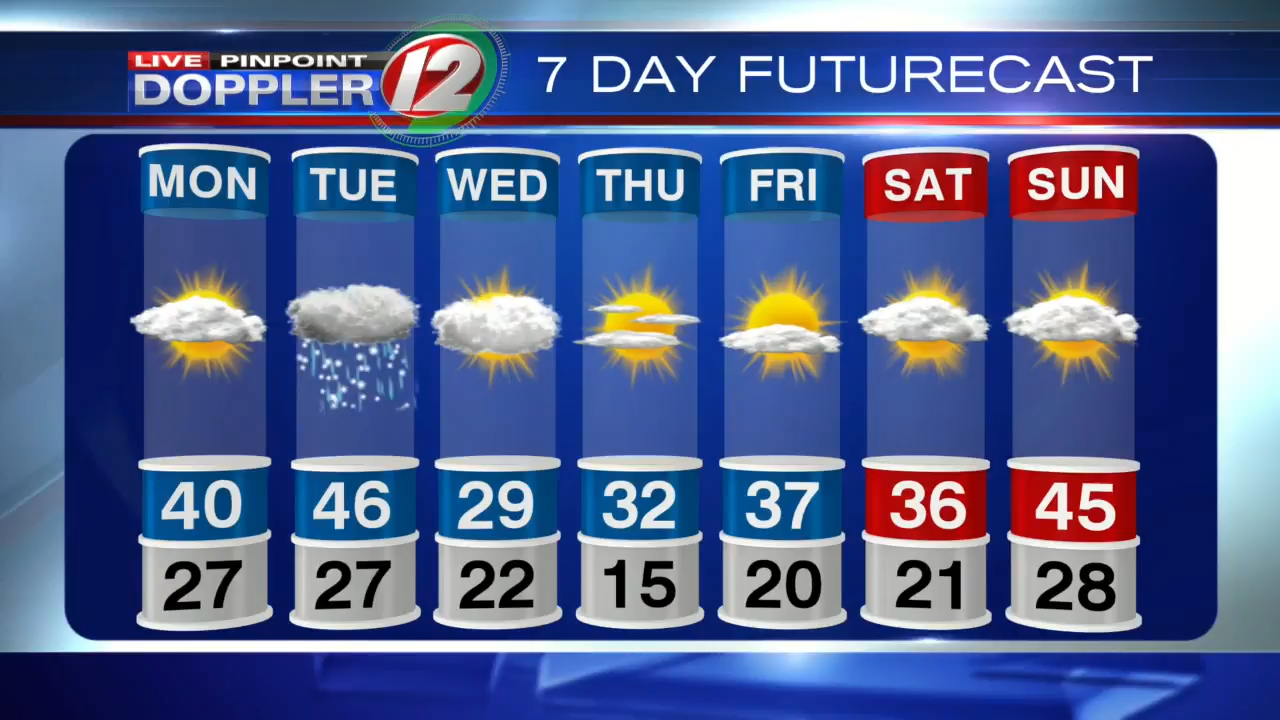 LIVE PINPOINT
DOPPLER 12
7 DAY FUTURECAST
MON TUE WED THU FRI SAT SUN
40 46 29 32 37 36 45
27 27 22 15 20 21 28